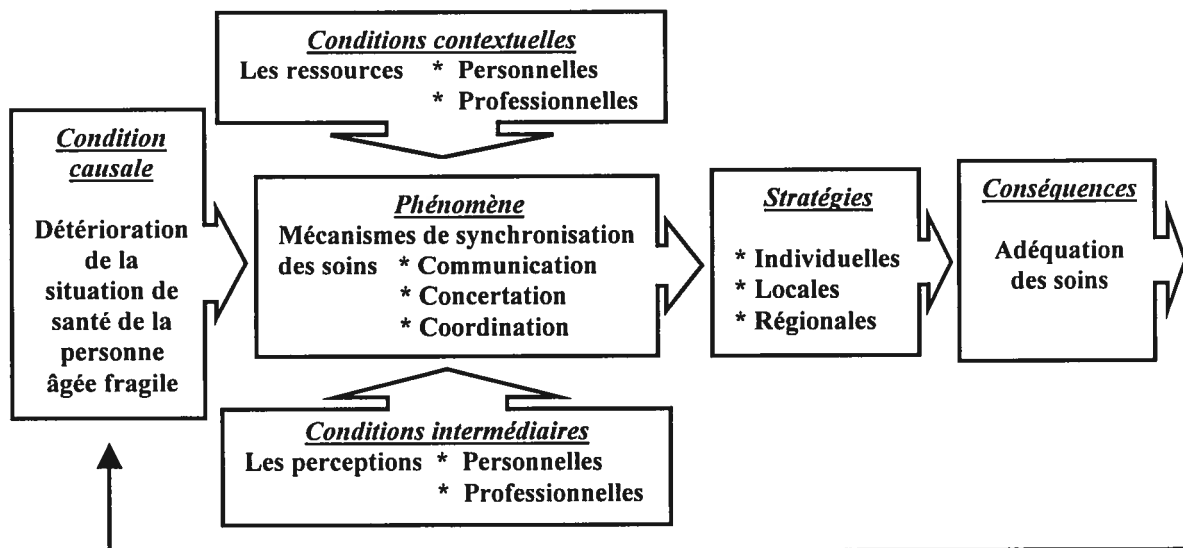 Conditions contextuelles
Les ressources * Personnelles
* Professionnelles
Condition
causale
Détérioration
de la
situation de
santé de la
personne
âgée fragile
Phénomène
Mécanismes de synchronisation
des soins * Communication
* Concertation
* Coordination
Stratégies
* Individuelles
* Locales
* Régionales
Conséquences
Adéquation
des soins
Conditions intermédiaires
Les perceptions * Personnelles
* Professionnelles